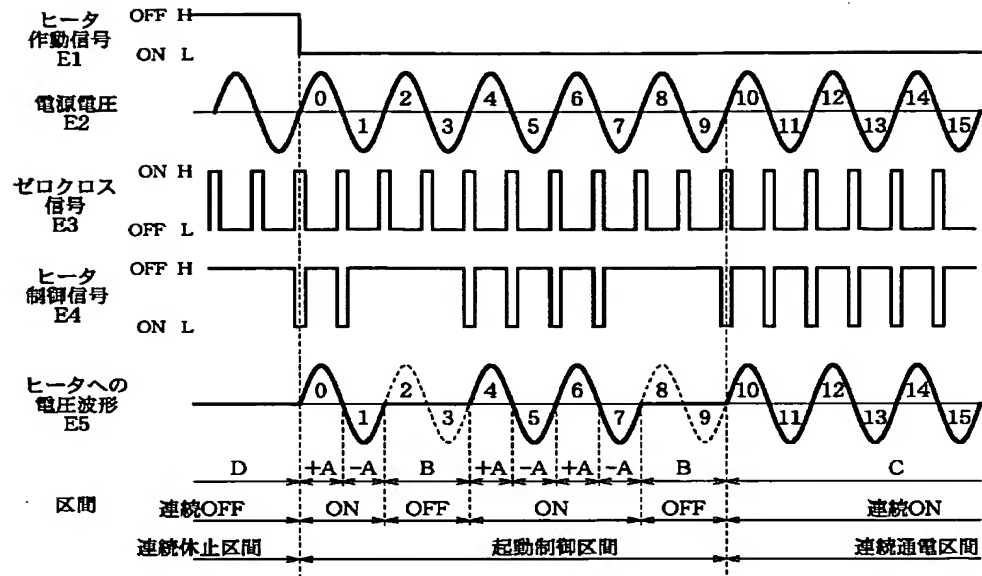 ヒータ
作動信号
E1
OFF H
ON L
電源電圧
E2
0 1 2 3 4 5 6 7 8 9 10 11 12 13 14 15
ゼロクロス
信号
E3
ON H
OFF L
ヒータ
制御信号
E4
OFF H
ON L
ヒータへの
電圧波形
E5
0 1 2 3 4 5 6 7 8 9 10 11 12 13 14 15
D +A -A B +A -A +A -A B C
区間 連続OFF ON OFF ON OFF 連続ON
連続休止区間 起動制御区間 連続通電区間